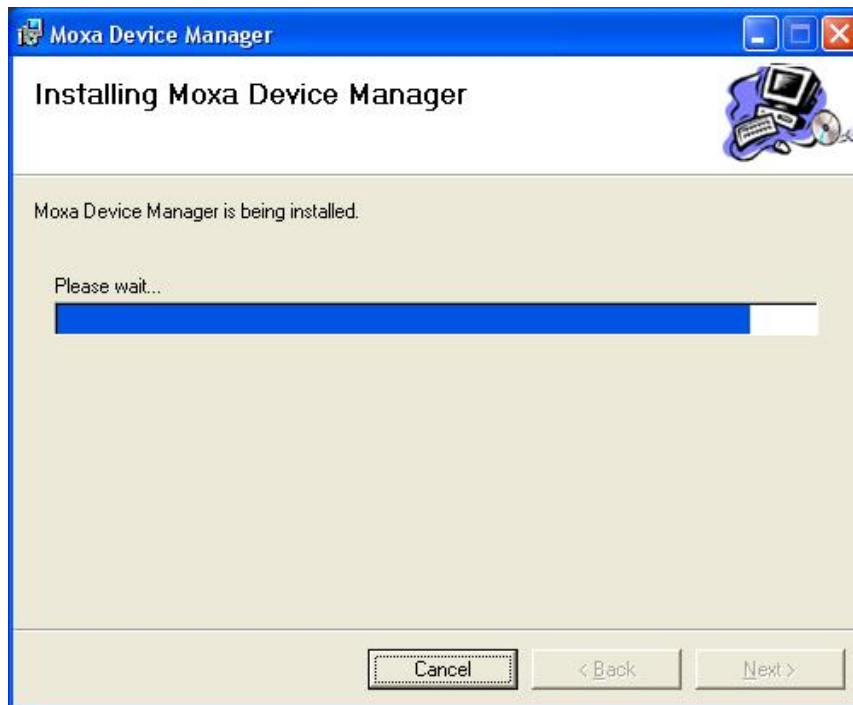 Moxa Device Manager
Installing Moxa Device Manager
Moxa Device Manager is being installed.
Please wait...
Cancel
< Back
Next >